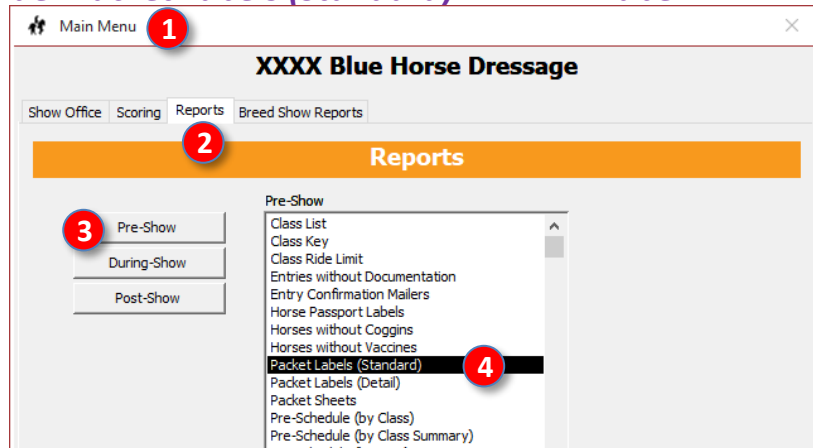 Main Menu 1
XXXX Blue Horse Dressage
Show Office Scoring Reports Breed Show Reports
2
Reports
Pre-Show
3 Pre-Show
During-Show
Post-Show
Class List
Class Key
Class Ride Limit
Entries without Documentation
Entry Confirmation Mailers
Horse Passport Labels
Horses without Coggins
Horses without Vaccines
Packet Labels (Standard) 4
Packet Labels (Detail)
Packet Sheets
Pre-Schedule (by Class)
Pre-Schedule (by Class Summary)